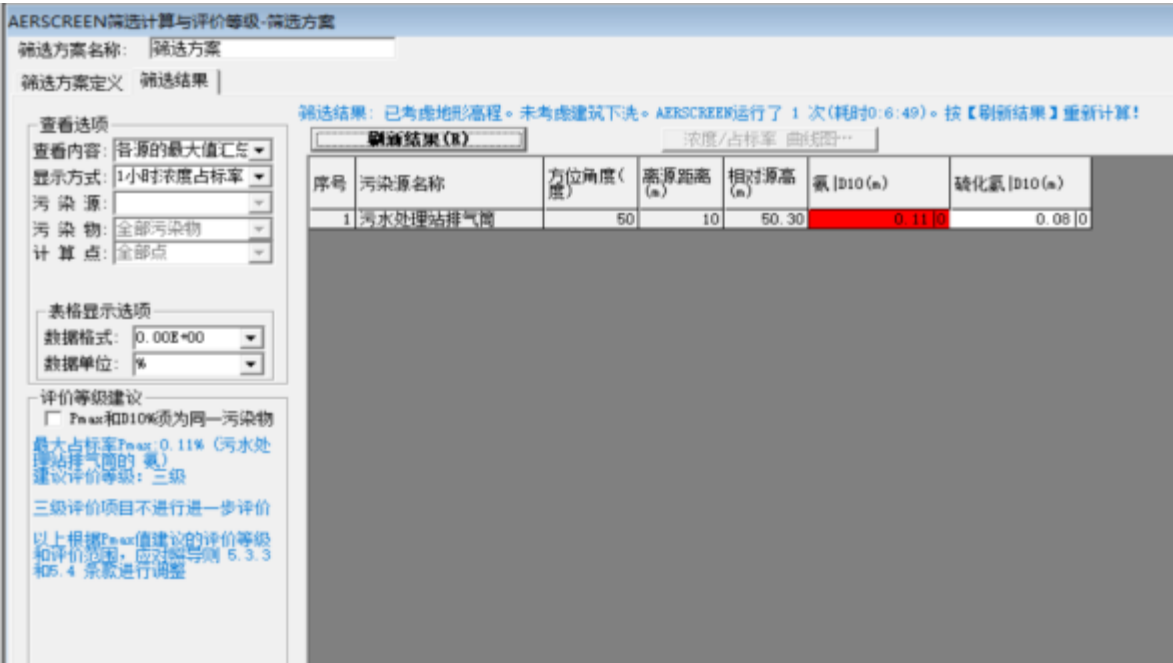 AERSCREEN筛选计算与评价等级-筛选方案
筛选方案名称: 筛选方案
筛选方案定义 筛选结果
筛选结果: 已考虑地形高程。未考虑建筑下洗。AERSCREEN运行了 1 次(耗时0:6:49)。按【刷新结果】重新计算!
查看选项
查看内容: 各源的最大值汇总
显示方式: 1小时浓度占标率
污 染 源:
污 染 物: 全部污染物
计 算 点: 全部点
表格显示选项
数据格式: 0.00E+00
数据单位: %
评价等级建议
Pmax和D10%须为同一污染物
最大占标率Pmax:0.11% (污水处
理站排气筒的 氨)
建议评价等级: 三级
三级评价项目不进行进一步评价
以上根据Pmax值建议的评价等级
和评价范围，应对照导则 5.3.3
和5.4 条款进行调整
刷新结果(R) 浓度/占标率 曲线图…
序号 污染源名称 方位角度(度) 离源距离(m) 相对源高(m) 氨|D10(m) 硫化氢|D10(m)
1 污水处理站排气筒 50 10 50.30 0.11|0 0.08|0